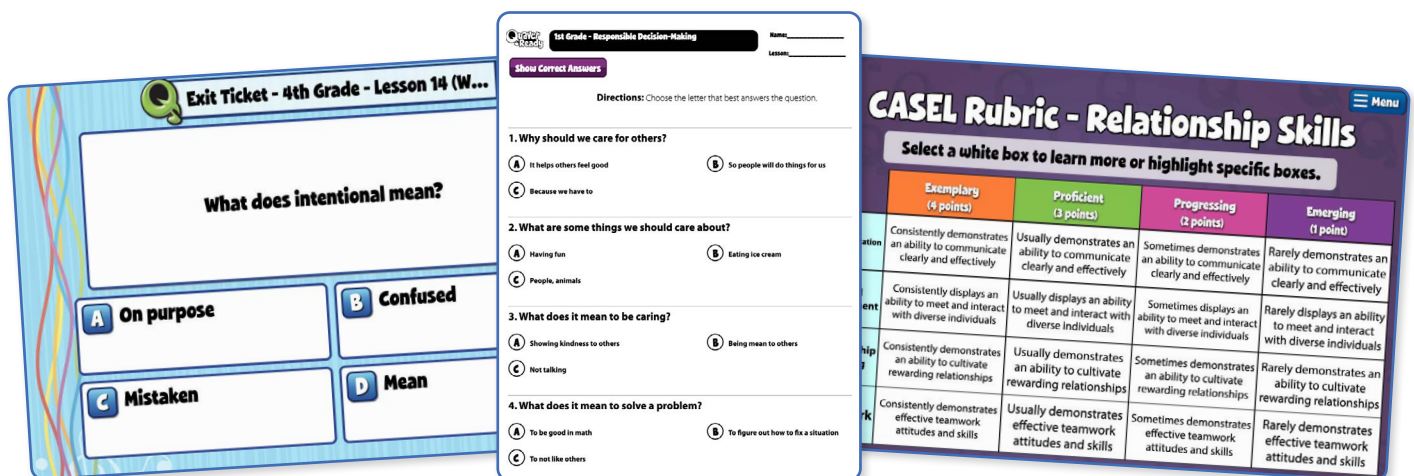 Exit Ticket - 4th Grade - Lesson 14 (W...
What does intentional mean?
A On purpose
B Confused
C Mistaken
D Mean
Quaver Ready
1st Grade - Responsible Decision-Making
Name:
Lesson:
Show Correct Answers
Directions: Choose the letter that best answers the question.
1. Why should we care for others?
A It helps others feel good
B So people will do things for us
C Because we have to
2. What are some things we should care about?
A Having fun
B Eating ice cream
C People, animals
3. What does it mean to be caring?
A Showing kindness to others
B Being mean to others
C Not talking
4. What does it mean to solve a problem?
A To be good in math
B To figure out how to fix a situation
C To not like others
Menu
CASEL Rubric - Relationship Skills
Select a white box to learn more or highlight specific boxes.
Exemplary
(4 points)
Proficient
(3 points)
Progressing
(2 points)
Emerging
(1 point)
Consistently demonstrates
an ability to communicate
clearly and effectively
Usually demonstrates an
ability to communicate
clearly and effectively
Sometimes demonstrates
an ability to communicate
clearly and effectively
Rarely demonstrates an
ability to communicate
clearly and effectively
Consistently displays an
ability to meet and interact
with diverse individuals
Usually displays an ability
to meet and interact with
diverse individuals
Sometimes displays an
ability to meet and interact
with diverse individuals
Rarely displays an ability
to meet and interact
with diverse individuals
Consistently demonstrates
an ability to cultivate
rewarding relationships
Usually demonstrates
an ability to cultivate
rewarding relationships
Sometimes demonstrates
an ability to cultivate
rewarding relationships
Rarely demonstrates an
ability to cultivate
rewarding relationships
Consistently demonstrates
effective teamwork
attitudes and skills
Usually demonstrates
effective teamwork
attitudes and skills
Sometimes demonstrates
effective teamwork
attitudes and skills
Rarely demonstrates
effective teamwork
attitudes and skills